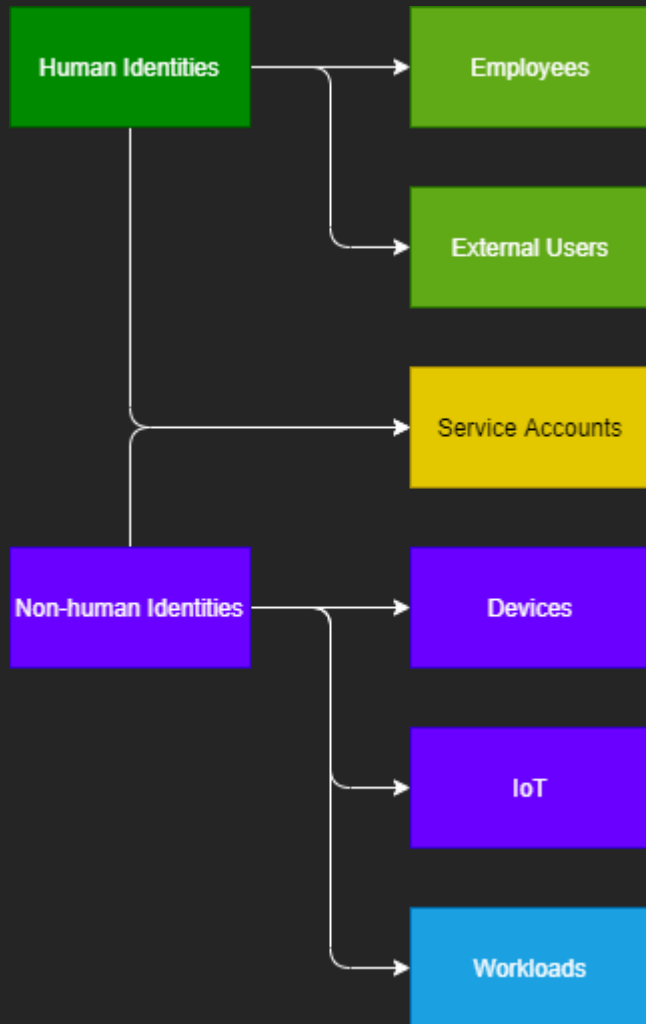 Human Identities
Employees
External Users
Service Accounts
Non-human Identities
Devices
IoT
Workloads